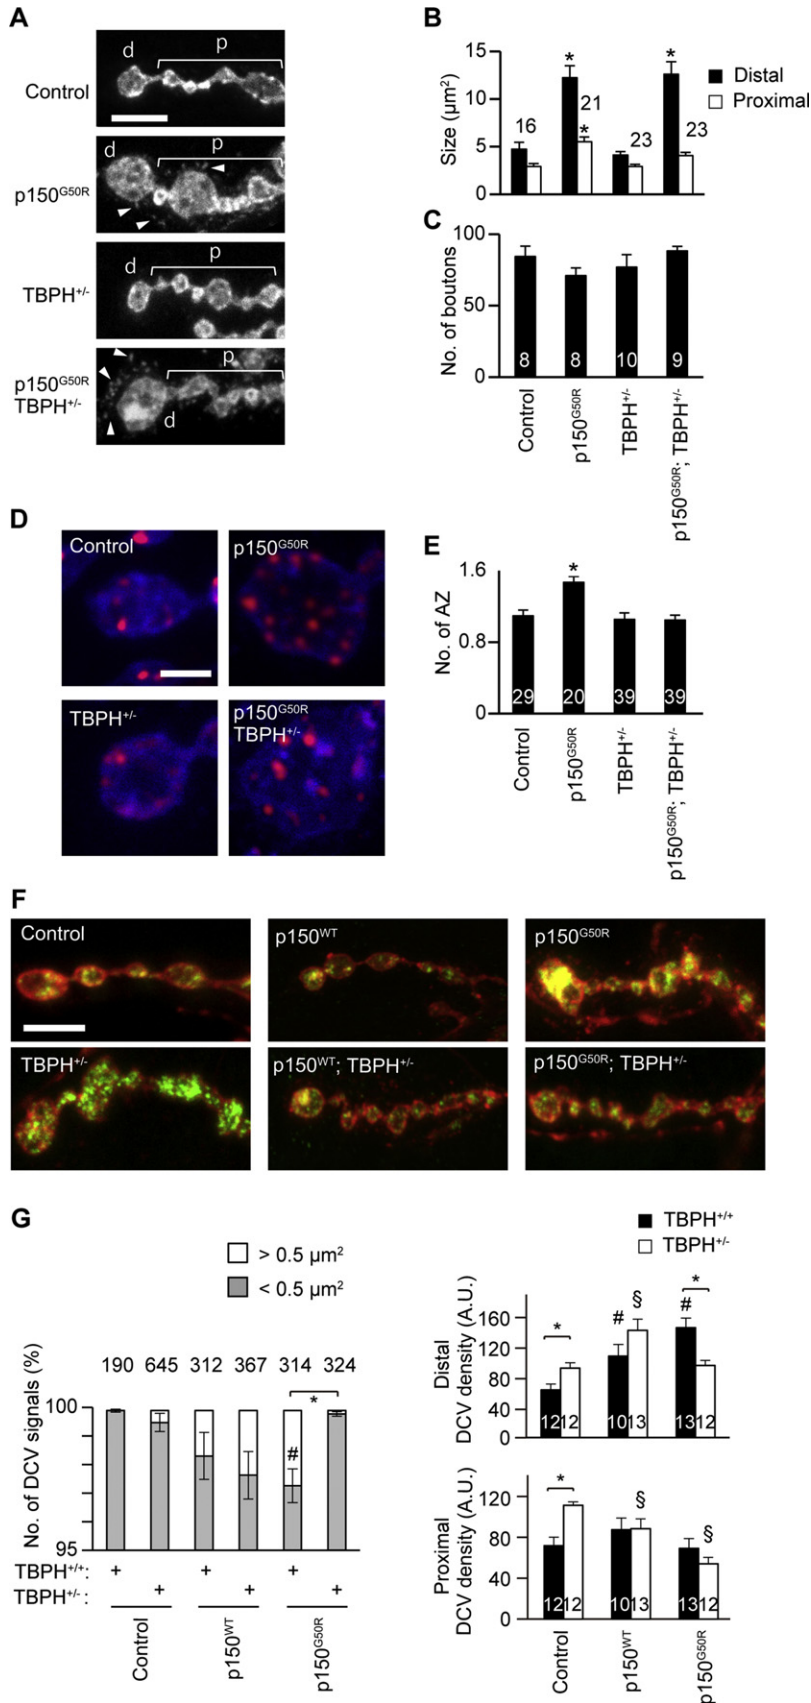 A
d p
Control
d p
p150G50R
d p
TBPH+/-
p
p150G50R
TBPH+/-
d
B
Size (µm²)
15
10
5
0
16
*
21
*
23
*
23
Distal
Proximal
C
No. of boutons
100
50
0
8 8 10 9
Control
p150G50R
TBPH+/-
p150G50R; TBPH+/-
D
Control
p150G50R
TBPH+/-
p150G50R
TBPH+/-
E
No. of AZ
1.6
0.8
0
*
29 20 39 39
Control
p150G50R
TBPH+/-
p150G50R; TBPH+/-
F
Control
p150WT
p150G50R
TBPH+/-
p150WT; TBPH+/-
p150G50R; TBPH+/-
G
> 0.5 µm²
< 0.5 µm²
No. of DCV signals (%)
190 645 312 367 314 324
*
#
100
95
TBPH+/+: + + +
TBPH+/- : + + +
Control
p150WT
p150G50R
TBPH+/+
TBPH+/-
Distal
DCV density (A.U.)
160
120
80
40
0
* # § # *
12 12 10 13 13 12
Proximal
DCV density (A.U.)
120
80
40
0
* § §
12 12 10 13 13 12
Control
p150WT
p150G50R